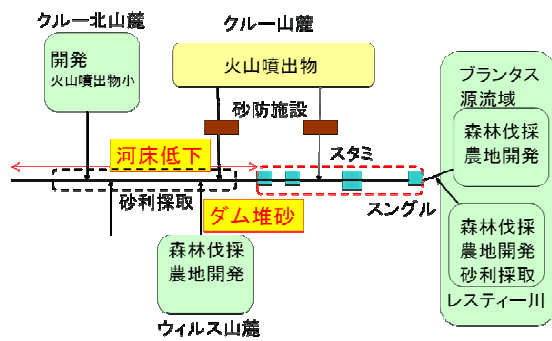 クルー北山麓
クルー山麓
開発
火山噴出物小
火山噴出物
ブランタス
源流域
砂防施設
森林伐採
農地開発
河床低下
スタミ
砂利採取
スングル
ダム堆砂
森林伐採
農地開発
森林伐採
農地開発
砂利採取
レスティー川
ウィルス山麓